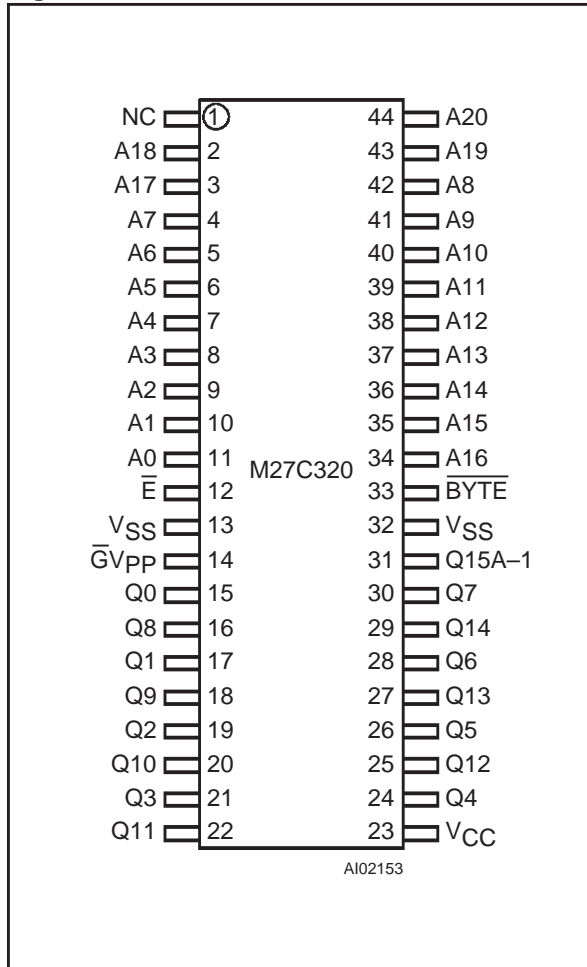 NC 1 44 A20
A18 2 43 A19
A17 3 42 A8
A7 4 41 A9
A6 5 40 A10
A5 6 39 A11
A4 7 38 A12
A3 8 37 A13
A2 9 36 A14
A1 10 35 A15
A0 11 34 A16
M27C320
E̅ 12 33 B̅Y̅T̅E̅
VSS 13 32 VSS
G̅VPP 14 31 Q15A–1
Q0 15 30 Q7
Q8 16 29 Q14
Q1 17 28 Q6
Q9 18 27 Q13
Q2 19 26 Q5
Q10 20 25 Q12
Q3 21 24 Q4
Q11 22 23 VCC
AI02153